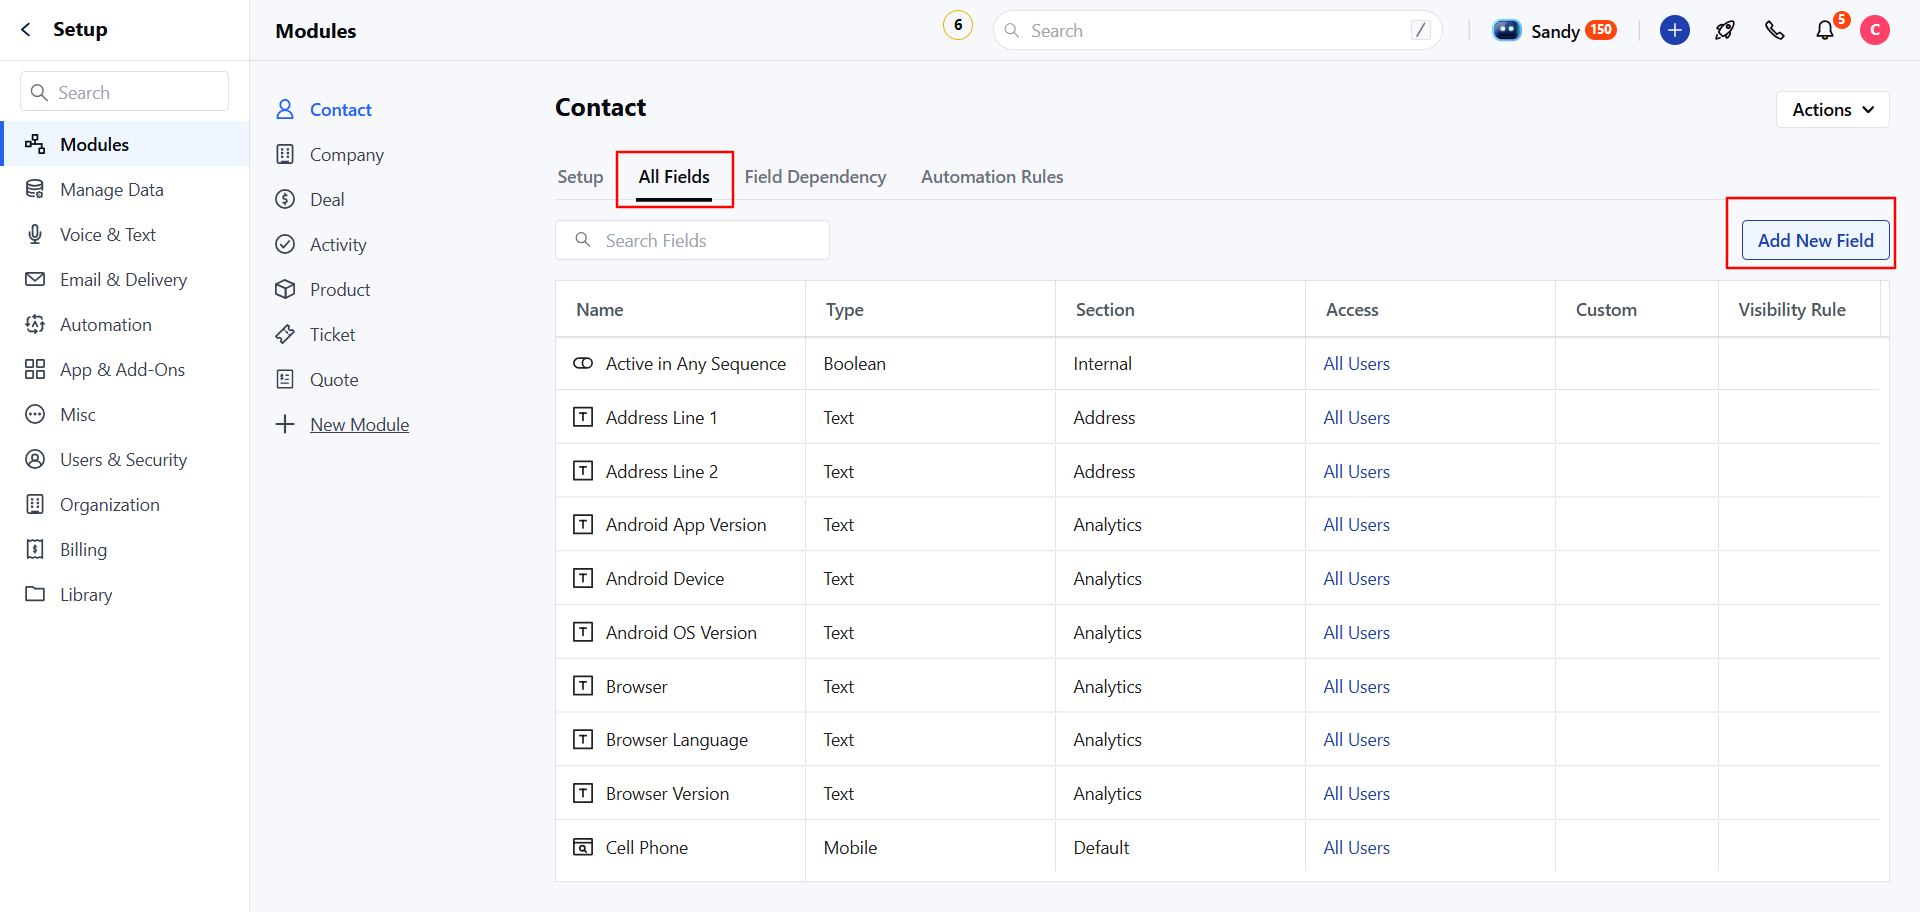 Setup
Modules
6
Search
/
Sandy
150
5
C
Search
Modules
Manage Data
Voice & Text
Email & Delivery
Automation
App & Add-Ons
Misc
Users & Security
Organization
Billing
Library
Contact
Company
Deal
Activity
Product
Ticket
Quote
New Module
Contact
Actions
Setup All Fields Field Dependency Automation Rules
Search Fields
Add New Field
Name Type Section Access Custom Visibility Rule
Active in Any Sequence Boolean Internal All Users
Address Line 1 Text Address All Users
Address Line 2 Text Address All Users
Android App Version Text Analytics All Users
Android Device Text Analytics All Users
Android OS Version Text Analytics All Users
Browser Text Analytics All Users
Browser Language Text Analytics All Users
Browser Version Text Analytics All Users
Cell Phone Mobile Default All Users